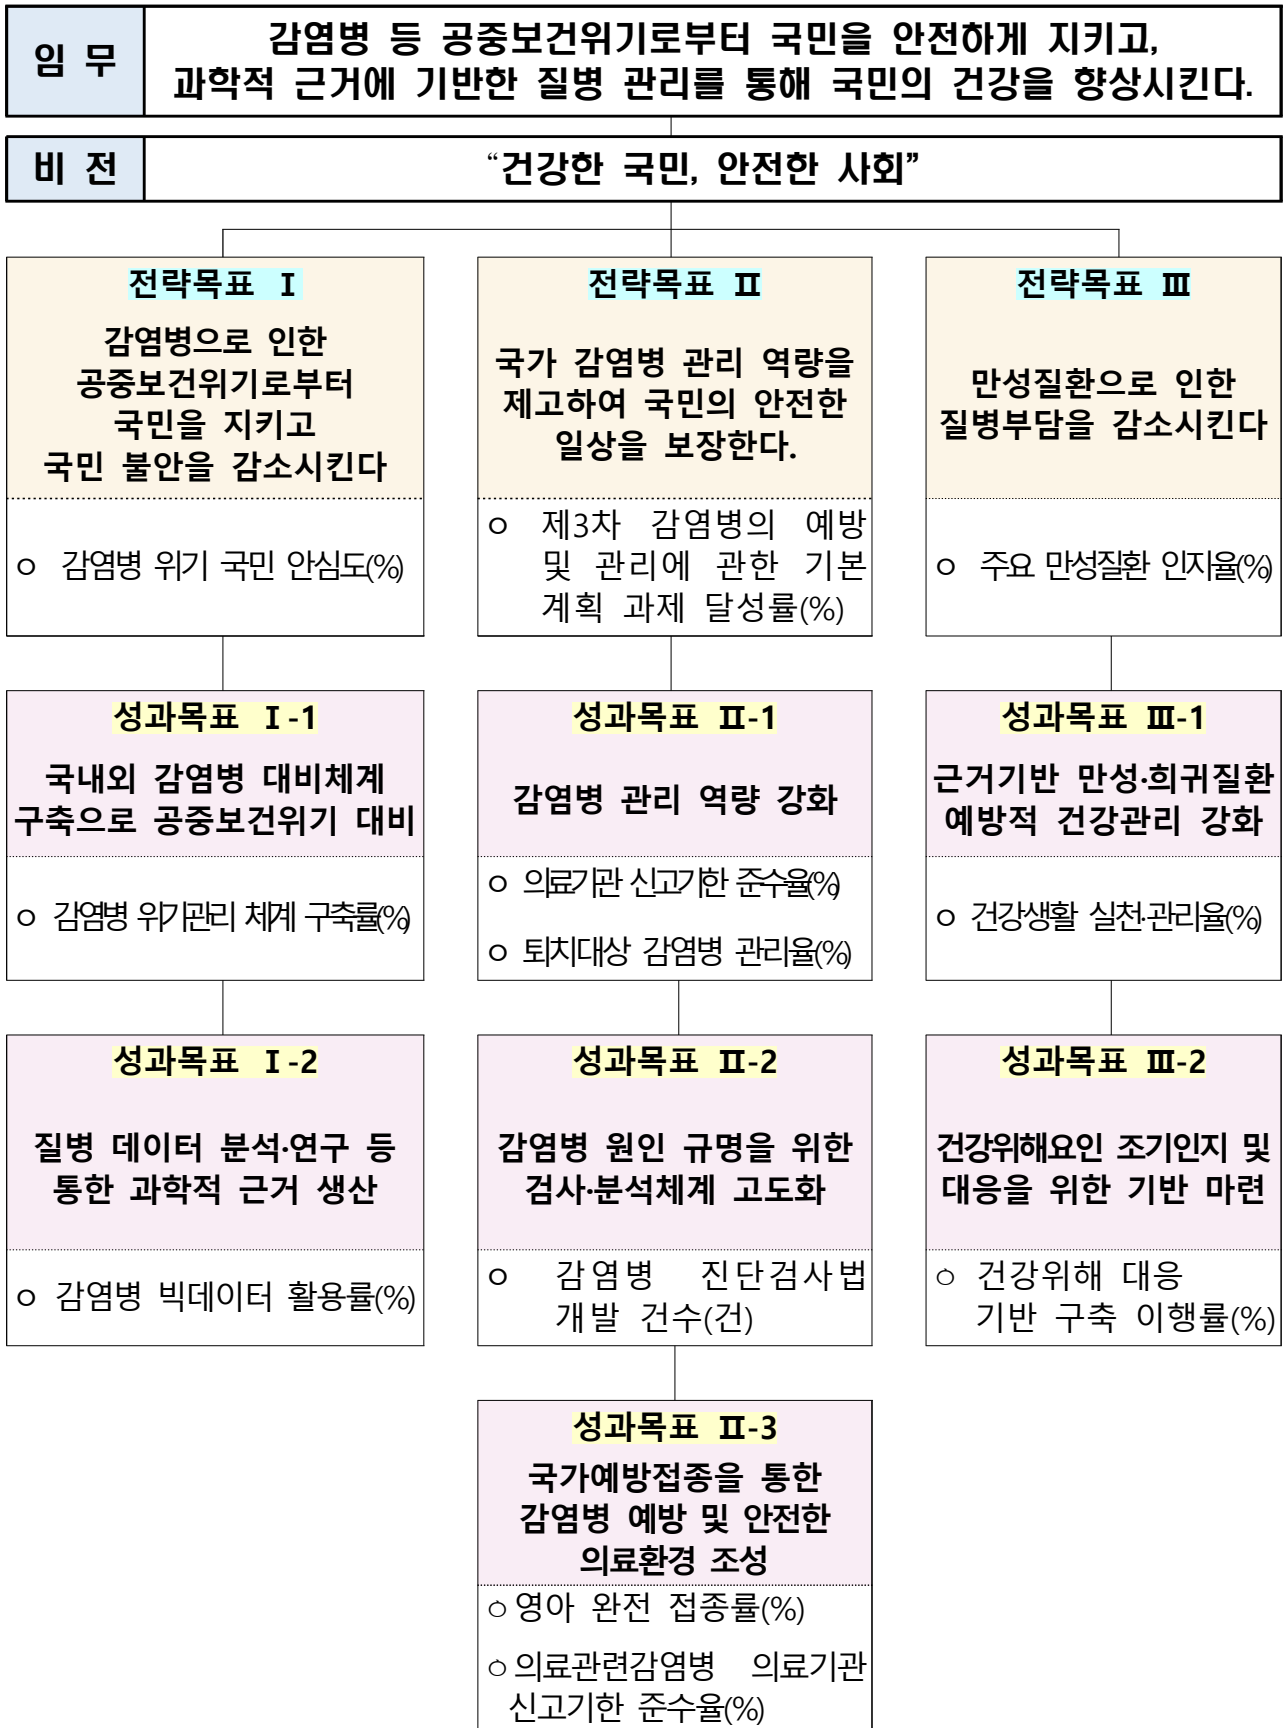 임 무
감염병 등 공중보건위기로부터 국민을 안전하게 지키고,
과학적 근거에 기반한 질병 관리를 통해 국민의 건강을 향상시킨다.
비 전
“건강한 국민, 안전한 사회”
전략목표 Ⅰ
감염병으로 인한
공중보건위기로부터
국민을 지키고
국민 불안을 감소시킨다
ㅇ 감염병 위기 국민 안심도(%)
전략목표 Ⅱ
국가 감염병 관리 역량을
제고하여 국민의 안전한
일상을 보장한다.
ㅇ 제3차 감염병의 예방
및 관리에 관한 기본
계획 과제 달성률(%)
전략목표 Ⅲ
만성질환으로 인한
질병부담을 감소시킨다
ㅇ 주요 만성질환 인지율(%)
성과목표 Ⅰ-1
국내외 감염병 대비체계
구축으로 공중보건위기 대비
ㅇ 감염병 위기관리 체계 구축률(%)
성과목표 Ⅱ-1
감염병 관리 역량 강화
ㅇ 의료기관 신고기한 준수율(%)
ㅇ 퇴치대상 감염병 관리율(%)
성과목표 Ⅲ-1
근거기반 만성·희귀질환
예방적 건강관리 강화
ㅇ 건강생활 실천·관리율(%)
성과목표 Ⅰ-2
질병 데이터 분석·연구 등
통한 과학적 근거 생산
ㅇ 감염병 빅데이터 활용률(%)
성과목표 Ⅱ-2
감염병 원인 규명을 위한
검사·분석체계 고도화
ㅇ 감염병 진단검사법
개발 건수(건)
성과목표 Ⅲ-2
건강위해요인 조기인지 및
대응을 위한 기반 마련
ㅇ 건강위해 대응
기반 구축 이행률(%)
성과목표 Ⅱ-3
국가예방접종을 통한
감염병 예방 및 안전한
의료환경 조성
ㅇ 영아 완전 접종률(%)
ㅇ 의료관련감염병 의료기관
신고기한 준수율(%)